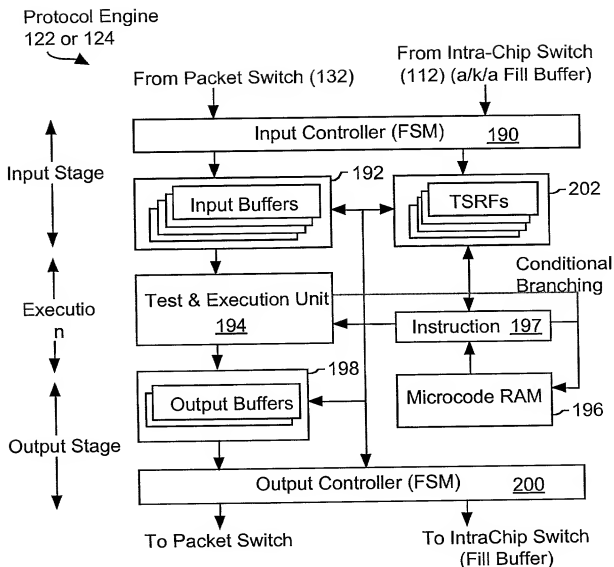 Protocol Engine
122 or 124
From Packet Switch (132)
From Intra-Chip Switch
(112) (a/k/a Fill Buffer)
Input Controller (FSM) 190
Input Stage
192
Input Buffers
202
TSRFs
Conditional
Branching
Executio
n
Test & Execution Unit
194
Instruction 197
198
Output Buffers
Microcode RAM
196
Output Stage
Output Controller (FSM) 200
To Packet Switch
To IntraChip Switch
(Fill Buffer)